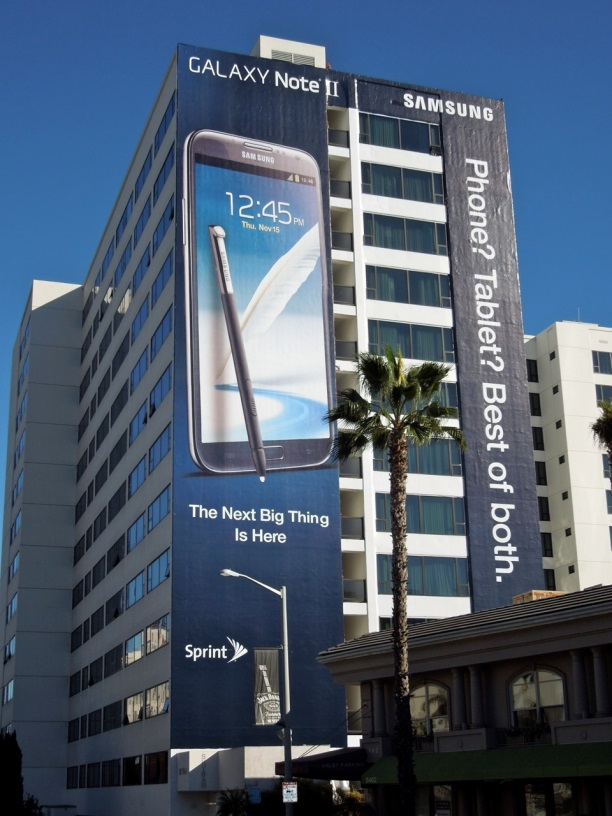 GALAXY Note II
SAMSUNG
SAMSUNG
12:45 PM
Thu. Nov 15
Phone? Tablet? Best of both.
The Next Big Thing
Is Here
Sprint